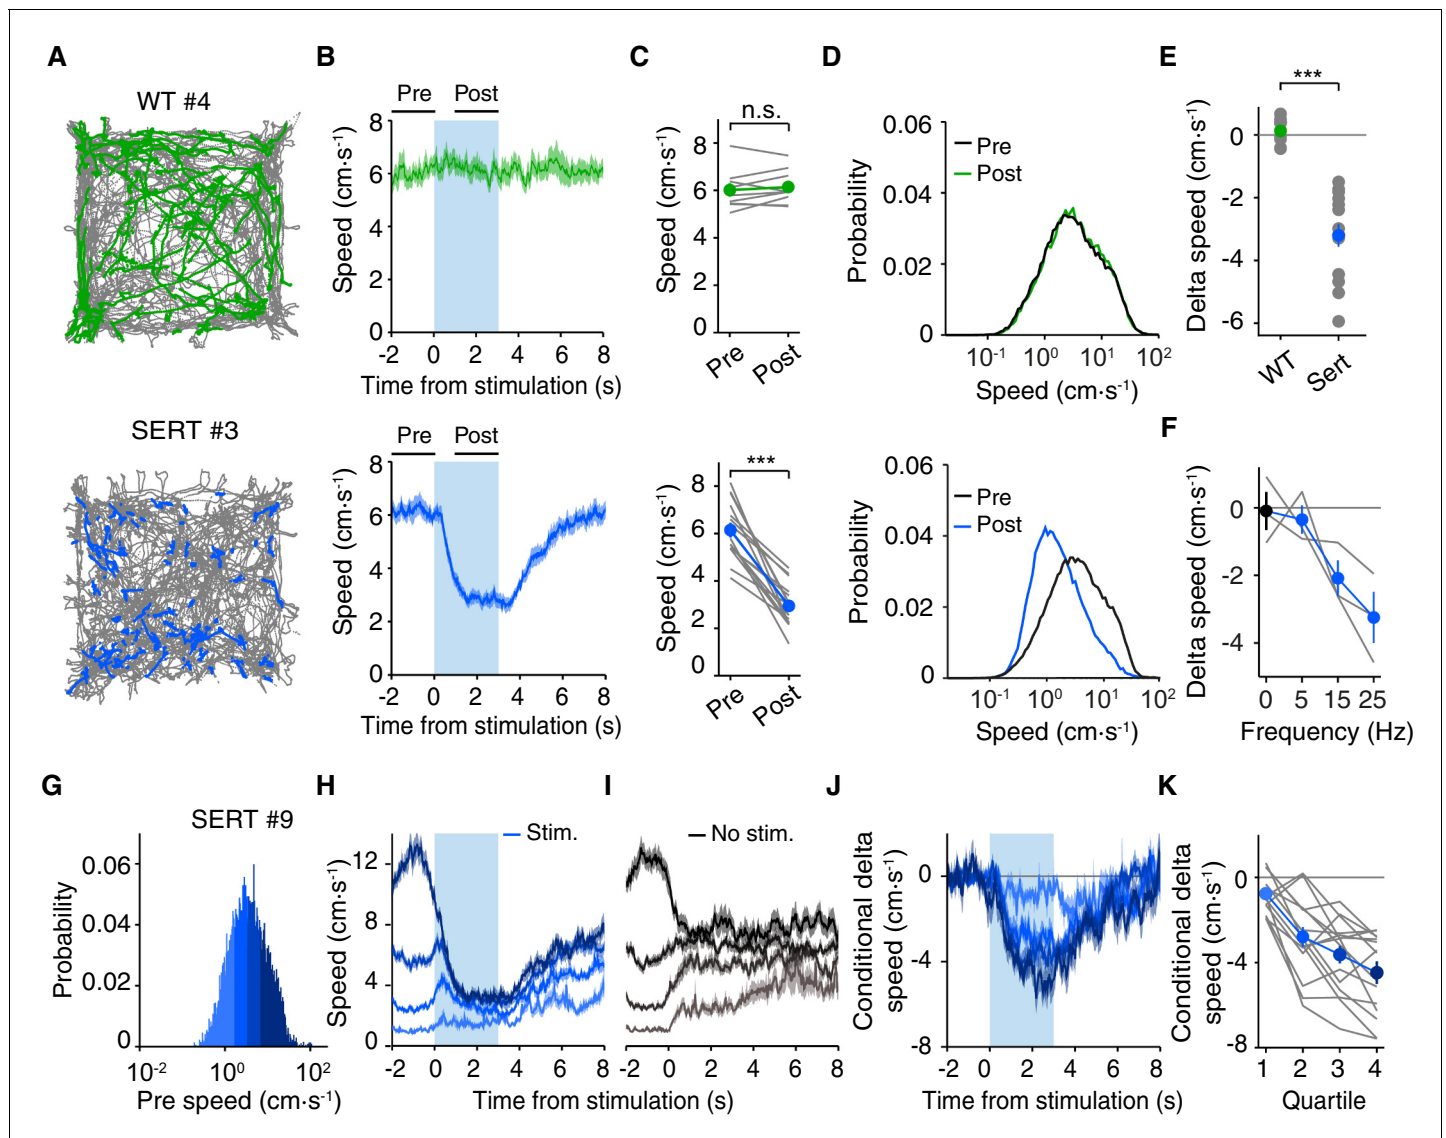 A
B
C
D
E
WT #4
Pre Post
Speed (cm·s-1)
8
6
4
2
0
-2 0 2 4 6 8
Time from stimulation (s)
n.s.
Speed (cm·s-1)
8
6
4
2
0
Pre Post
Probability
0.06
0.04
0.02
0
Pre
Post
10-1 100 101 102
Speed (cm·s-1)
***
Delta speed (cm·s-1)
0
-2
-4
-6
WT Sert
SERT #3
Pre Post
Speed (cm·s-1)
8
6
4
2
0
-2 0 2 4 6 8
Time from stimulation (s)
***
Speed (cm·s-1)
8
6
4
2
0
Pre Post
Probability
0.06
0.04
0.02
0
Pre
Post
10-1 100 101 102
Speed (cm·s-1)
F
Delta speed (cm·s-1)
0
-2
-4
0 5 15 25
Frequency (Hz)
G
H
I
J
K
SERT #9
Probability
0.06
0.04
0.02
0
10-2 100 102
Pre speed (cm·s-1)
Stim.
Speed (cm·s-1)
12
8
4
0
-2 0 2 4 6 8
No stim.
-2 0 2 4 6 8
Time from stimulation (s)
Conditional delta
speed (cm·s-1)
0
-4
-8
-2 0 2 4 6 8
Time from stimulation (s)
Conditional delta
speed (cm·s-1)
0
-4
-8
1 2 3 4
Quartile